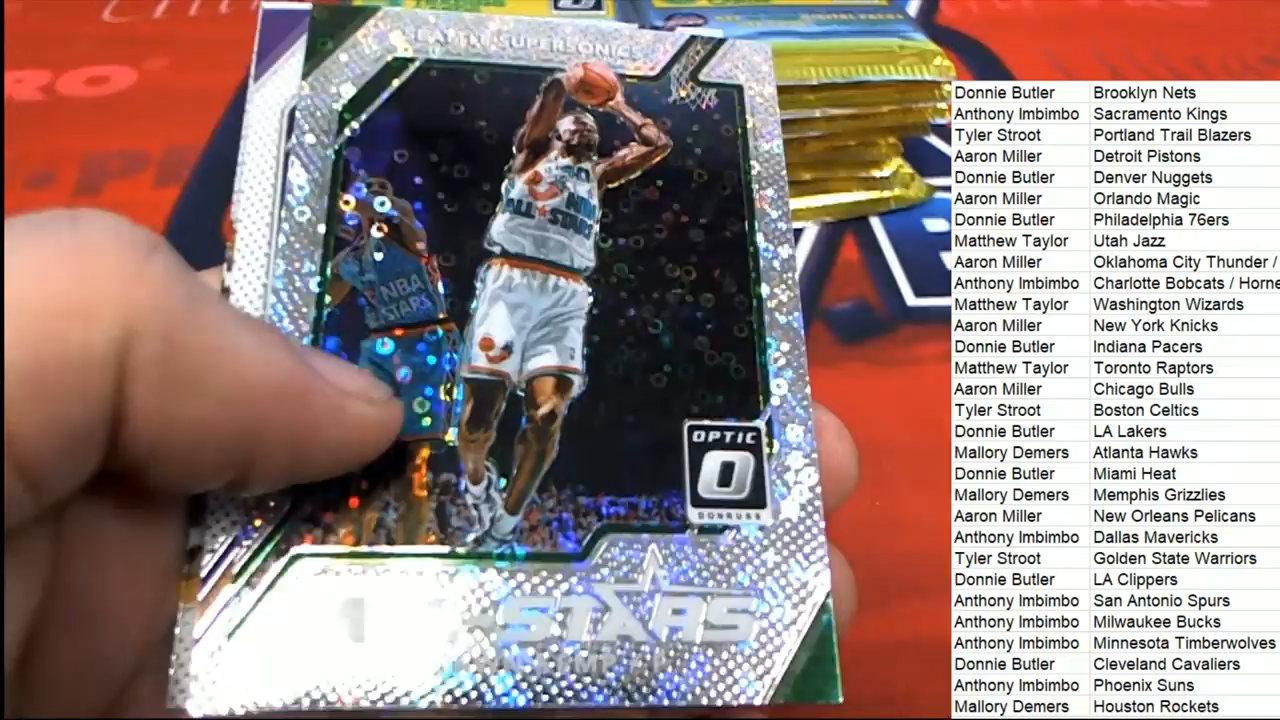 SEATTLE SUPERSONICS
NBA
ALL★STARS
NBA
STARS
OPTIC
DONRUSS
STARS
Donnie Butler Brooklyn Nets
Anthony Imbimbo Sacramento Kings
Tyler Stroot Portland Trail Blazers
Aaron Miller Detroit Pistons
Donnie Butler Denver Nuggets
Aaron Miller Orlando Magic
Donnie Butler Philadelphia 76ers
Matthew Taylor Utah Jazz
Aaron Miller Oklahoma City Thunder /
Anthony Imbimbo Charlotte Bobcats / Horne
Matthew Taylor Washington Wizards
Aaron Miller New York Knicks
Donnie Butler Indiana Pacers
Matthew Taylor Toronto Raptors
Aaron Miller Chicago Bulls
Tyler Stroot Boston Celtics
Donnie Butler LA Lakers
Mallory Demers Atlanta Hawks
Donnie Butler Miami Heat
Mallory Demers Memphis Grizzlies
Aaron Miller New Orleans Pelicans
Anthony Imbimbo Dallas Mavericks
Tyler Stroot Golden State Warriors
Donnie Butler LA Clippers
Anthony Imbimbo San Antonio Spurs
Anthony Imbimbo Milwaukee Bucks
Anthony Imbimbo Minnesota Timberwolves
Donnie Butler Cleveland Cavaliers
Anthony Imbimbo Phoenix Suns
Mallory Demers Houston Rockets